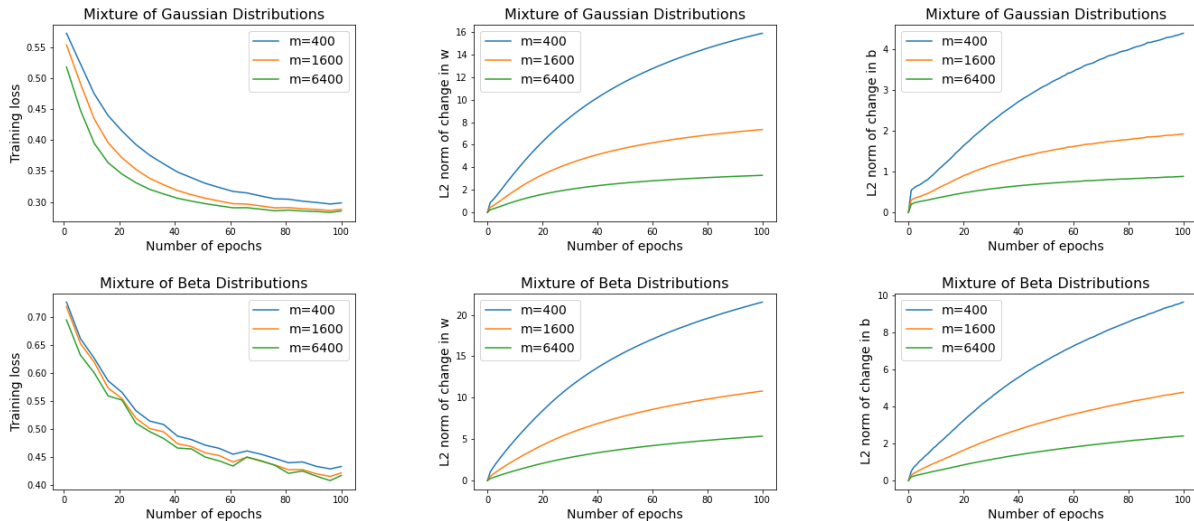 Mixture of Gaussian Distributions
Training loss
0.55
0.50
0.45
0.40
0.35
0.30
m=400
m=1600
m=6400
0 20 40 60 80 100
Number of epochs
Mixture of Gaussian Distributions
L2 norm of change in w
16
14
12
10
8
6
4
2
0
m=400
m=1600
m=6400
0 20 40 60 80 100
Number of epochs
Mixture of Gaussian Distributions
L2 norm of change in b
4
3
2
1
0
m=400
m=1600
m=6400
0 20 40 60 80 100
Number of epochs
Mixture of Beta Distributions
Training loss
0.70
0.65
0.60
0.55
0.50
0.45
0.40
m=400
m=1600
m=6400
0 20 40 60 80 100
Number of epochs
Mixture of Beta Distributions
L2 norm of change in w
20
15
10
5
0
m=400
m=1600
m=6400
0 20 40 60 80 100
Number of epochs
Mixture of Beta Distributions
L2 norm of change in b
10
8
6
4
2
0
m=400
m=1600
m=6400
0 20 40 60 80 100
Number of epochs